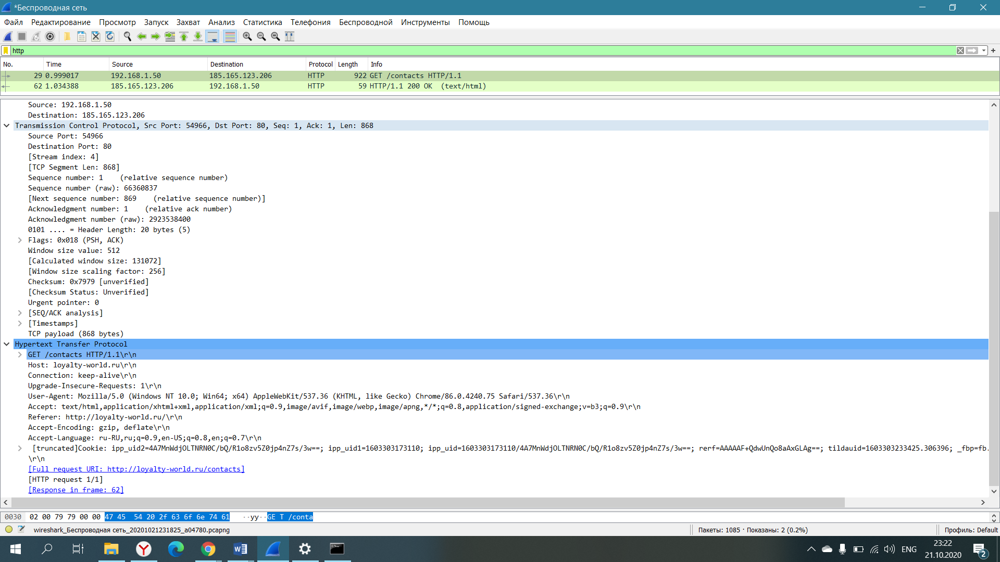 *Беспроводная сеть
Файл Редактирование Просмотр Запуск Захват Анализ Статистика Телефония Беспроводной Инструменты Помощь
http
No. Time Source Destination Protocol Length Info
29 0.999017 192.168.1.50 185.165.123.206 HTTP 922 GET /contacts HTTP/1.1
62 1.034388 185.165.123.206 192.168.1.50 HTTP 59 HTTP/1.1 200 OK (text/html)
Source: 192.168.1.50
Destination: 185.165.123.206
Transmission Control Protocol, Src Port: 54966, Dst Port: 80, Seq: 1, Ack: 1, Len: 868
Source Port: 54966
Destination Port: 80
[Stream index: 4]
[TCP Segment Len: 868]
Sequence number: 1 (relative sequence number)
Sequence number (raw): 66360837
[Next sequence number: 869 (relative sequence number)]
Acknowledgment number: 1 (relative ack number)
Acknowledgment number (raw): 2923538400
0101 .... = Header Length: 20 bytes (5)
Flags: 0x018 (PSH, ACK)
Window size value: 512
[Calculated window size: 131072]
[Window size scaling factor: 256]
Checksum: 0x7979 [unverified]
[Checksum Status: Unverified]
Urgent pointer: 0
[SEQ/ACK analysis]
[Timestamps]
TCP payload (868 bytes)
Hypertext Transfer Protocol
GET /contacts HTTP/1.1\r\n
Host: loyalty-world.ru\r\n
Connection: keep-alive\r\n
Upgrade-Insecure-Requests: 1\r\n
User-Agent: Mozilla/5.0 (Windows NT 10.0; Win64; x64) AppleWebKit/537.36 (KHTML, like Gecko) Chrome/86.0.4240.75 Safari/537.36\r\n
Accept: text/html,application/xhtml+xml,application/xml;q=0.9,image/avif,image/webp,image/apng,*/*;q=0.8,application/signed-exchange;v=b3;q=0.9\r\n
Referer: http://loyalty-world.ru/\r\n
Accept-Encoding: gzip, deflate\r\n
Accept-Language: ru-RU,ru;q=0.9,en-US;q=0.8,en;q=0.7\r\n
[truncated]Cookie: ipp_uid2=4A7MnWdjOLTNRN0C/bQ/R1o8zv5Z0jp4nZ7s/3w==; ipp_uid1=1603303173110; ipp_uid=1603303173110/4A7MnWdjOLTNRN0C/bQ/R1o8zv5Z0jp4nZ7s/3w==; rerf=AAAAAF+QdwUnQo8aAxGLAg==; tildauid=1603303233425.306396; _fbp=fb.
\r\n
[Full request URI: http://loyalty-world.ru/contacts]
[HTTP request 1/1]
[Response in frame: 62]
0030 02 00 79 79 00 00 47 45 54 20 2f 63 6f 6e 74 61 ··yy··GE T /conta
wireshark_Беспроводная сеть_20201021231825_a04780.pcapng
Пакеты: 1085 · Показаны: 2 (0.2%)
Профиль: Default
ENG
23:22
21.10.2020
2